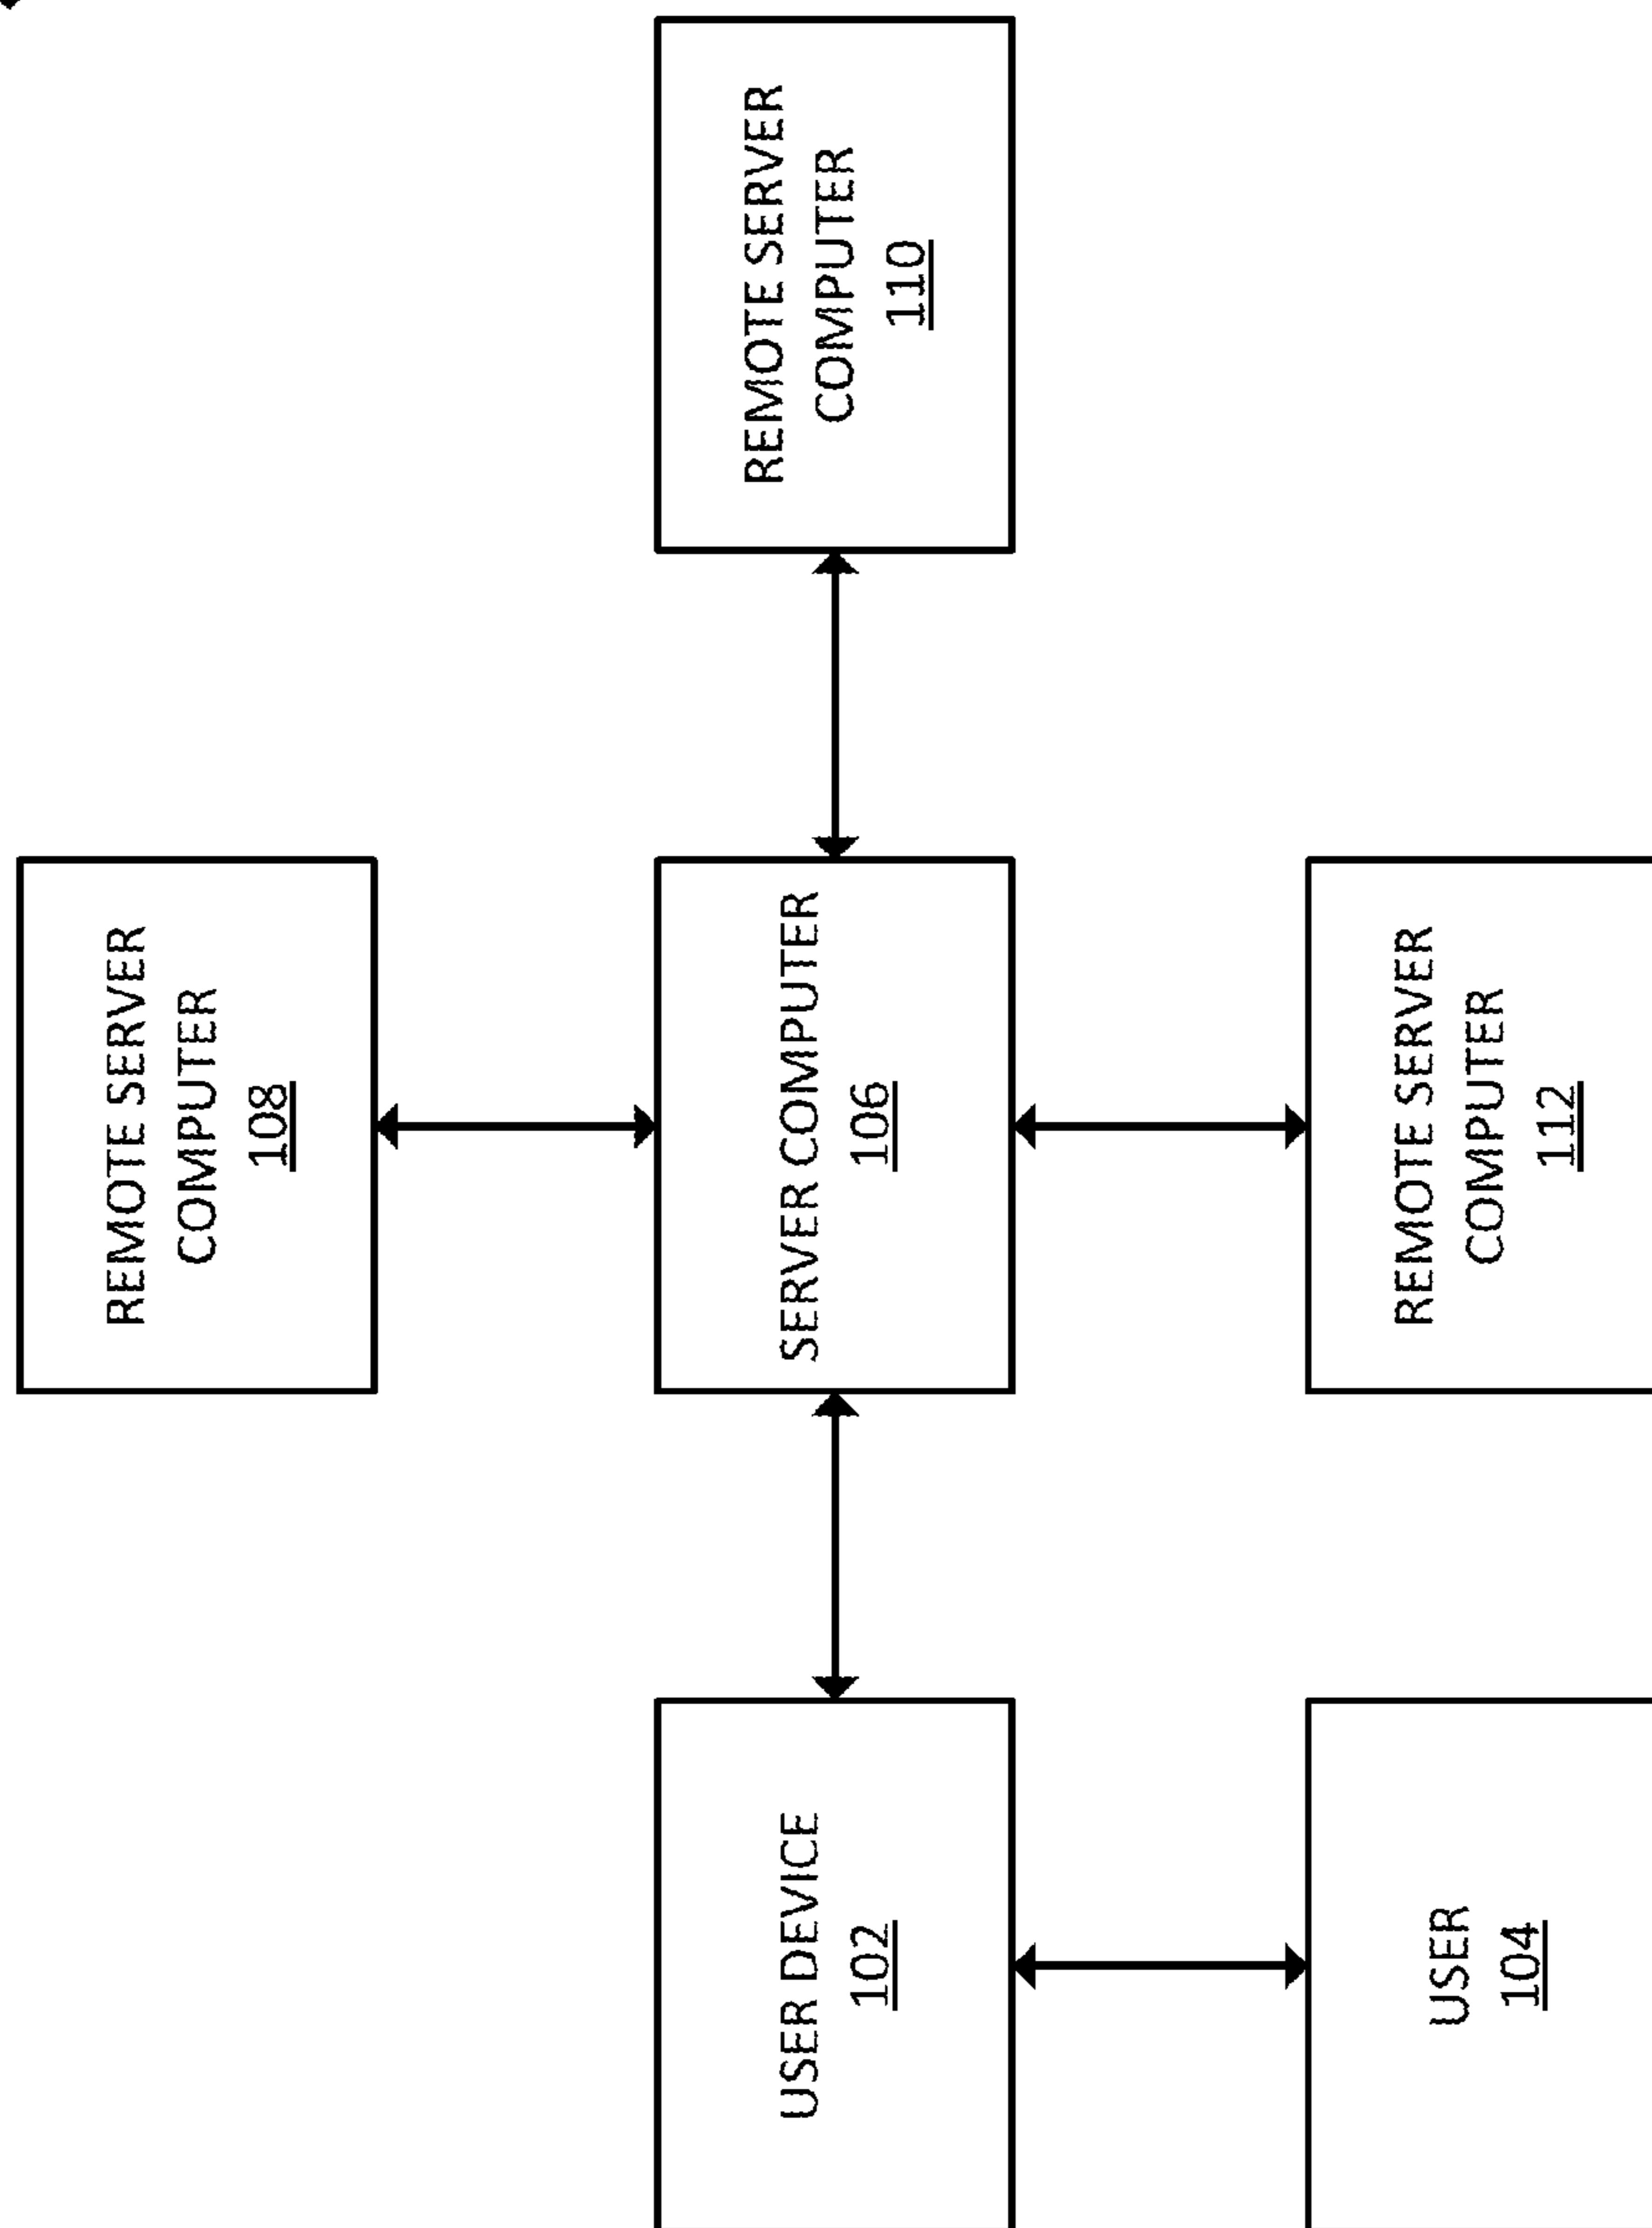 REMOTE SERVER
COMPUTER
108
USER DEVICE
102
SERVER COMPUTER
106
REMOTE SERVER
COMPUTER
110
USER
104
REMOTE SERVER
COMPUTER
112